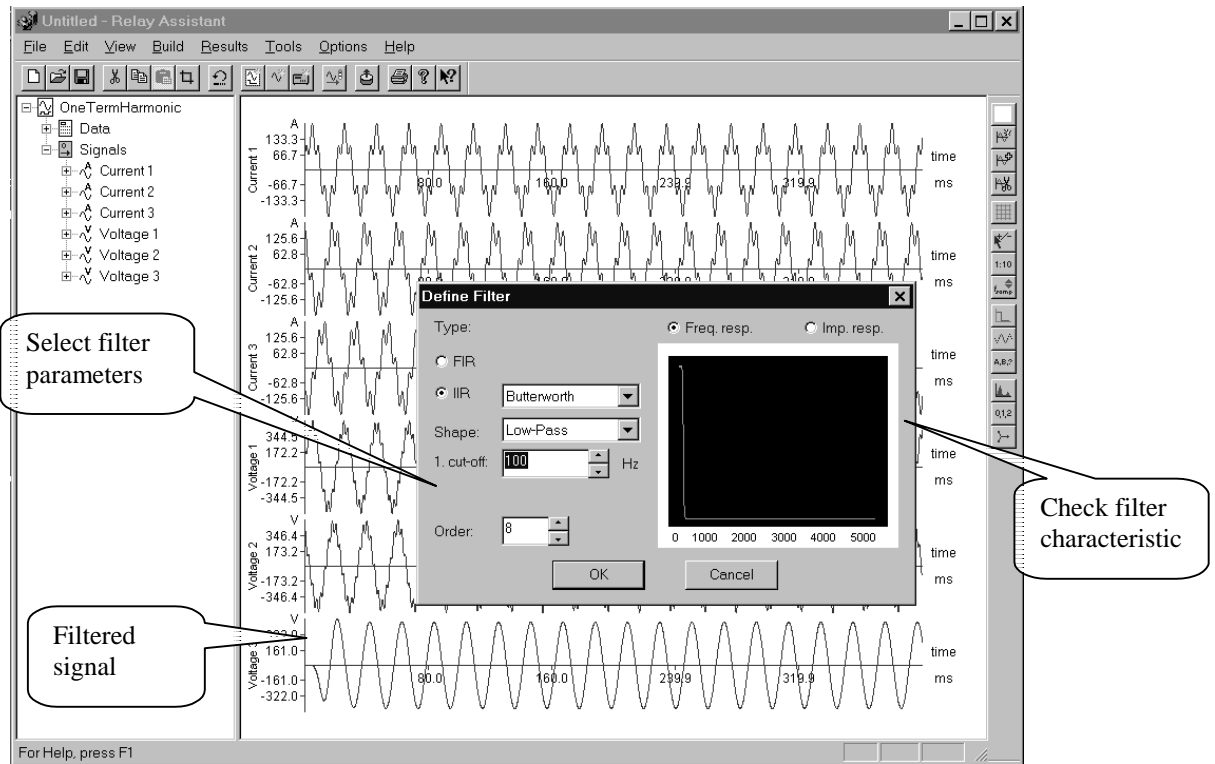 Untitled - Relay Assistant
File Edit View Build Results Tools Options Help
OneTermHarmonic
Data
Signals
Current 1
Current 2
Current 3
Voltage 1
Voltage 2
Voltage 3
A
133.3
66.7
-66.7
-133.3
Current 1
80.0 160.0 239.9 319.9
time
ms
A
125.6
62.8
-62.8
-125.6
Current 2
time
ms
A
125.6
62.8
-62.8
-125.6
Current 3
time
ms
344.5
172.2
-172.2
-344.5
Voltage 1
time
ms
V
346.4
173.2
-173.2
-346.4
Voltage 2
time
ms
V
161.0
-161.0
-322.0
Voltage 3
80.0 160.0 239.9 319.9
time
ms
Define Filter
Type:
FIR
IIR
Butterworth
Shape:
Low-Pass
1. cut-off:
100
Hz
Order:
8
Freq. resp.
Imp. resp.
0 1000 2000 3000 4000 5000
OK
Cancel
1:10
A,B,?
0,1,2
Select filter
parameters
Filtered
signal
Check filter
characteristic
For Help, press F1